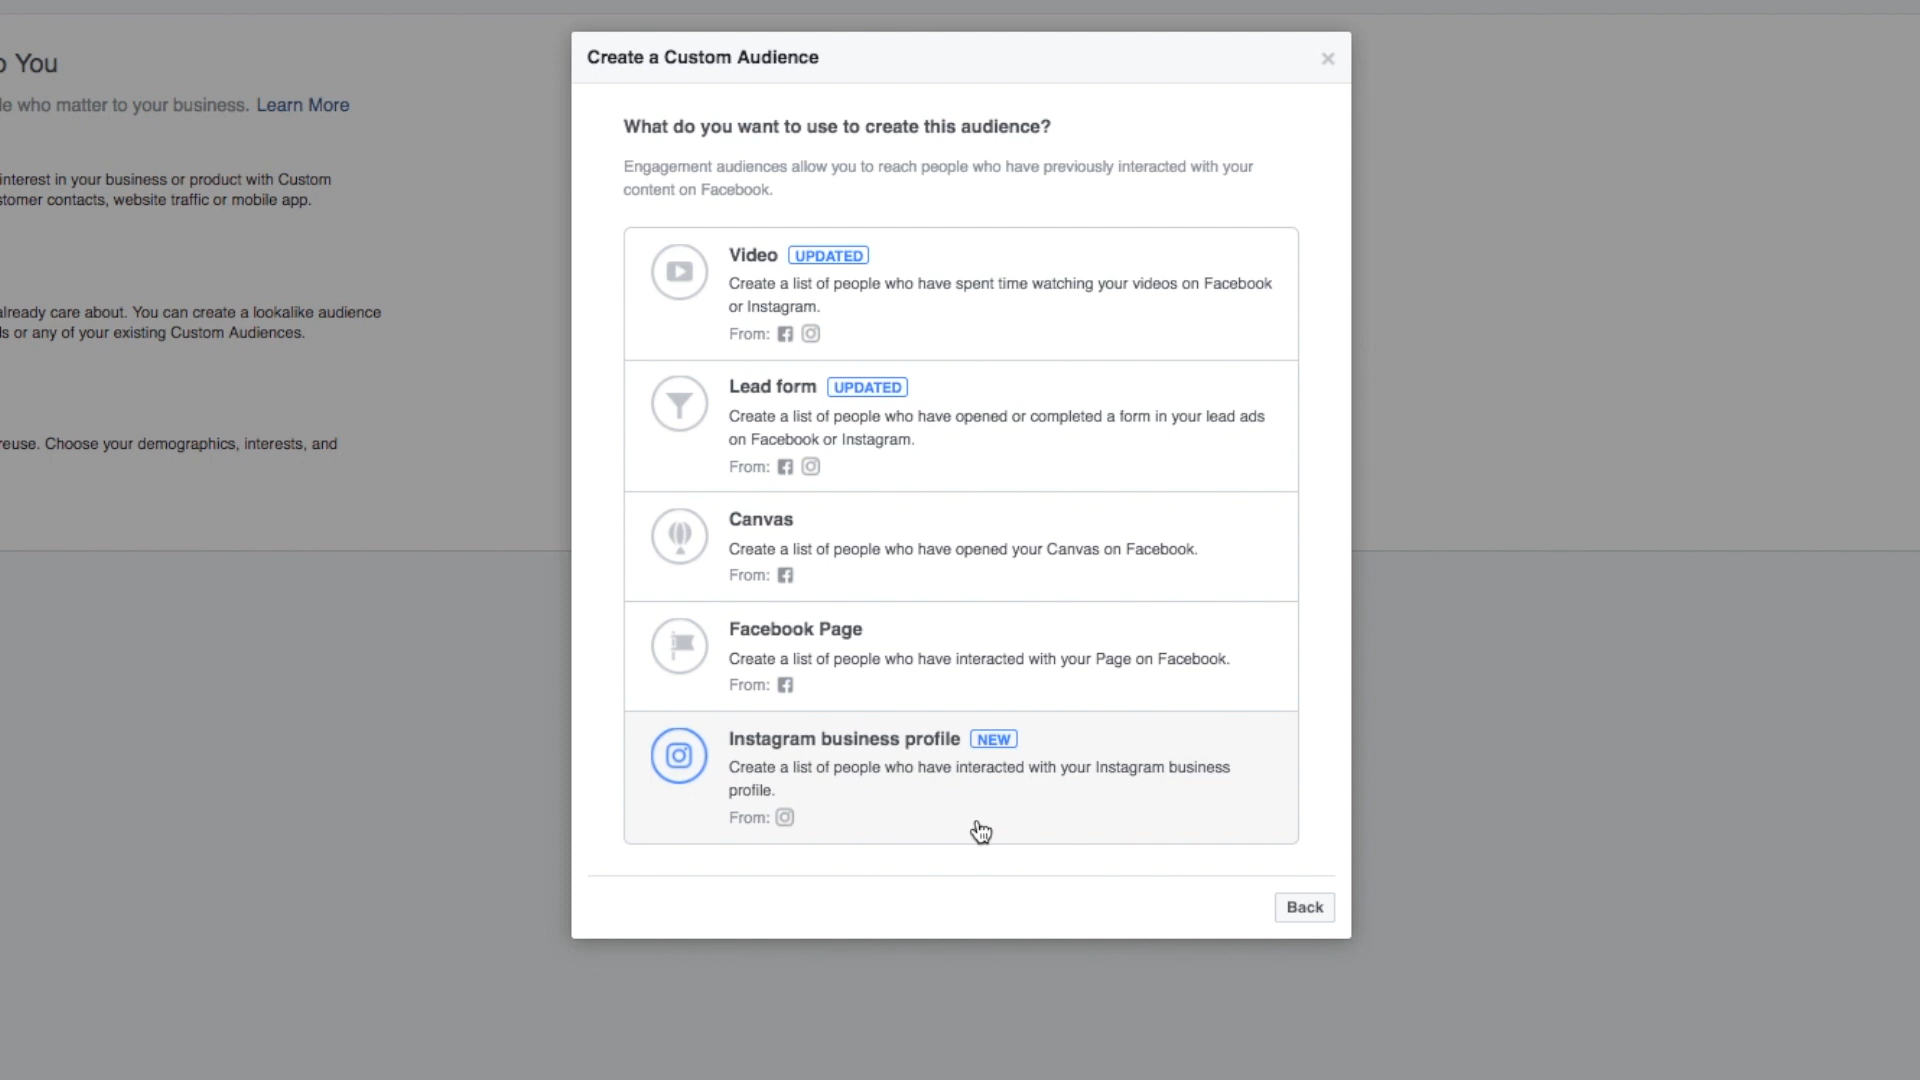 You
who matter to your business. Learn More
interest in your business or product with Custom
contacts, website traffic or mobile app.
already care about. You can create a lookalike audience
or any of your existing Custom Audiences.
reuse. Choose your demographics, interests, and
Create a Custom Audience
What do you want to use to create this audience?
Engagement audiences allow you to reach people who have previously interacted with your
content on Facebook.
Video UPDATED
Create a list of people who have spent time watching your videos on Facebook
or Instagram.
From:
Lead form UPDATED
Create a list of people who have opened or completed a form in your lead ads
on Facebook or Instagram.
From:
Canvas
Create a list of people who have opened your Canvas on Facebook.
From:
Facebook Page
Create a list of people who have interacted with your Page on Facebook.
From:
Instagram business profile NEW
Create a list of people who have interacted with your Instagram business
profile.
From:
Back